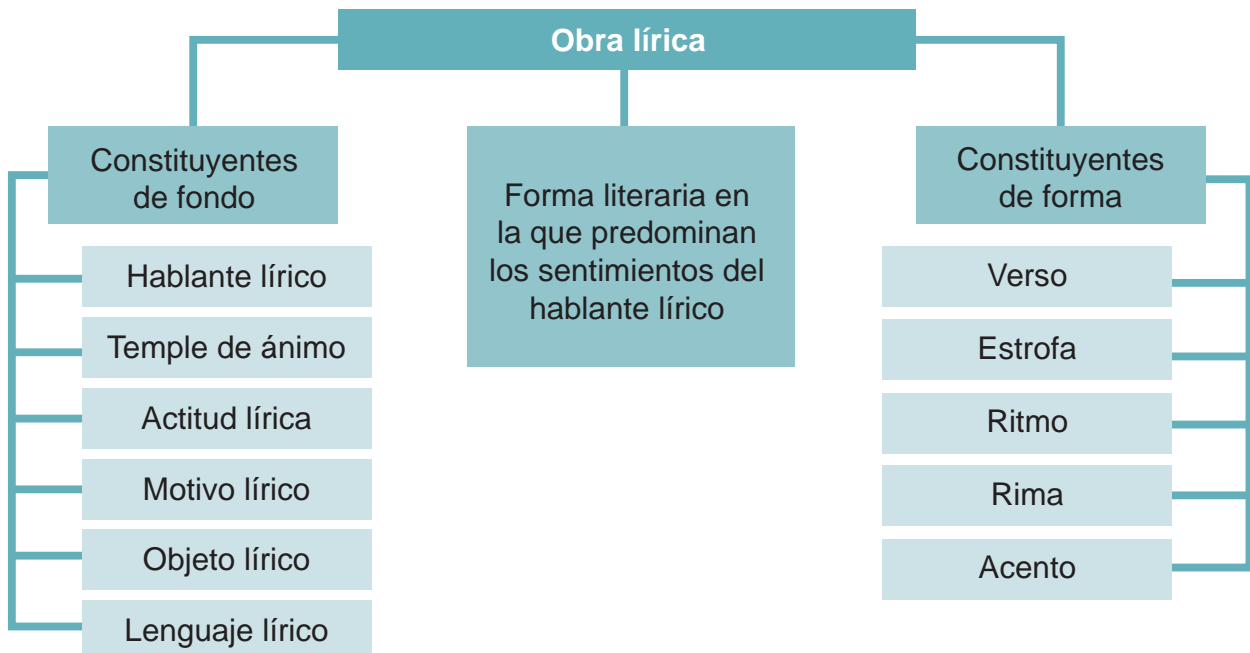 Obra lírica
Constituyentes
de fondo
Hablante lírico
Temple de ánimo
Actitud lírica
Motivo lírico
Objeto lírico
Lenguaje lírico
Forma literaria en
la que predominan
los sentimientos del
hablante lírico
Constituyentes
de forma
Verso
Estrofa
Ritmo
Rima
Acento